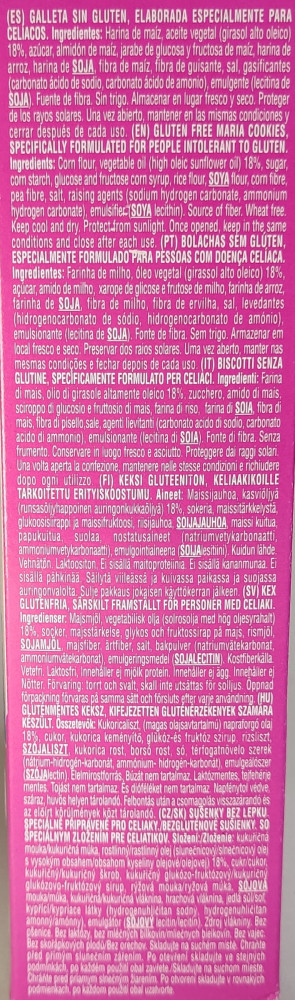 (ES) GALLETA SIN GLUTEN, ELABORADA ESPECIALMENTE PARA
CELÍACOS. Ingredientes: Harina de maíz, aceite vegetal (girasol alto oleico)
18%, azúcar, almidón de maíz, jarabe de glucosa y fructosa de maíz, harina de
arroz, harina de SOJA, fibra de maíz, fibra de guisante, sal, gasificantes
(carbonato ácido de sodio, carbonato ácido de amonio), emulgente (lecitina de
SOJA). Fuente de fibra. Sin trigo. Almacenar en lugar fresco y seco. Proteger
de los rayos solares. Una vez abierto, mantener en las mismas condiciones y
cerrar después de cada uso. (EN) GLUTEN FREE MARIA COOKIES,
SPECIFICALLY FORMULATED FOR PEOPLE INTOLERANT TO GLUTEN.
Ingredients: Corn flour, vegetable oil (high oleic sunflower oil) 18%, sugar,
corn starch, glucose and fructose corn syrup, rice flour, SOYA flour, corn fibre,
pea fibre, salt, raising agents (sodium hydrogen carbonate, ammonium
hydrogen carbonate), emulsifier (SOYA lecithin). Source of fiber. Wheat free.
Keep cool and dry. Protect from sunlight. Once opened, keep in the same
conditions and close after each use. (PT) BOLACHAS SEM GLÚTEN,
ESPECIALMENTE FORMULADO PARA PESSOAS COM DOENÇA CELÍACA.
Ingredientes: Farinha de milho, óleo vegetal (girassol alto oleico) 18%,
açúcar, amido de milho, xarope de glicose e frutose de milho, farinha de arroz,
farinha de SOJA, fibra de milho, fibra de ervilha, sal, levedantes
(hidrogenocarbonato de sódio, hidrogenocarbonato de amónio),
emulsionante (lecitina de SOJA). Fonte de fibra. Sem trigo. Armazenar em
local fresco e seco. Preservar dos raios solares. Uma vez aberto, manter nas
mesmas condições e fechar depois de cada uso. (IT) BISCOTTI SENZA
GLUTINE, SPECIFICAMENTE FORMULATO PER CELIACI. Ingredienti: Farina
di mais, olio di girasole altamente oleico 18%, zucchero, amido di mais,
sciroppo di glucosio e fruttosio di mais, farina di riso, farina di SOIA, fibra di
mais, fibra di pisello, sale, agenti lievitanti (carbonato acido di sodio, carbonato
acido di ammonio), emulsionante (lecitina di SOIA). Fonte di fibra. Senza
frumento. Conservare in luogo fresco e asciutto. Proteggere dai raggi solari.
Una volta aperta la confezione, mantenere nelle stesse condizioni e richiudere
dopo ogni utilizzo (FI) KEKSI GLUTEENITON, KELIAAKIKOILLE
TARKOITETTU ERITYISKOOSTUMUS. Aineet: Maissijauho, kasviöljyä
(runsasöljyhappoinen auringonkukkaöljyä) 18%, sokeria, maissitärkkelystä,
glukoosisiirappi ja maissifruktoosi, riisijauhoa, SOIJAJAUHOA, maissi kuitua,
papukuitua, suolaa, nostatusaineet (natriumvetykarbonaatti,
ammoniumvetykarbonaatti), emulgointiaineena (SOIJAlesitiini). Kuidun lähde.
Vehnätön. Laktoositon. Ei sisällä maitoproteiinia. Ei sisällä kananmunaa. Ei
sisällä pähkinää. Säilytä viileässä ja kuivassa paikassa ja suojassa
auringonvalolta. Sulje pakkaus jokaisen käyttökerran jälkeen. (SV) KEX
GLUTENFRIA, SÄRSKILT FRAMSTÄLLT FÖR PERSONER MED CELIAKI.
Ingredienser: Majsmjöl, vegetabilisk olja (solrosolja med hög oljesyrahalt)
18%, socker, majsstärkelse, glykos och fruktossirap på majs, rismjöl,
SOJAMJÖL, majsfiber, ärtfiber, salt, bakpulver (natriumvätekarbonat,
ammoniumvätekarbonat), emulgeringsmedel (SOJALECITIN). Kostfiberkälla.
Vetefri. Laktosfri. Innehåller ej mjölk protein. Innehåller ej ägg. Innehåller ej
Nötter. Förvaring: torrt och svalt, skall inte utsättas för solljus. Öppnad
förpackning förvaras på samma sätt och försluts efter varje användning. (HU)
GLUTÉNMENTES KEKSZ, KIFEJEZETTEN GLUTÉNÉRZÉKENYEK SZÁMÁRA
KÉSZÜLT. Összetevők: Kukoricaliszt, (magas olajsavtartalmú) napraforgó olaj
18%, cukor, kukorica keményítő, glükóz-és fruktóz szirup, rizsliszt,
SZÓJALISZT, kukorica rost, borsó rost, só, térfogatnövelő szerek
(nátrium-hidrogén-karbonát, ammónium- hidrogén-karbonát), emulgeálószer
(SZÓJAlectin). Élelmirostforrás. Búzát nem tartalmaz. Laktózmentes, tejfehérje
mentes. Tojást nem tartalmaz. És dióféléket nem tartalmaz. Napfénytől védve,
száraz, hűvös helyen tárolandó. Felbontás után a csomagolás visszazárandó és
az előírt körülmények közt tárolandó. (CZ/SK) SUŠENKY BEZ LEPKU.
SPECIÁLNE PŘIPRAVENÉ PRO CELIATIKY./BEZGLUTÉNOVÉ SUŠIENKY. SO
ŠPECIÁLNYM ZLOŽENÍM PRE CELIATIKOV. Složení:/Zloženie: kukuřičná
mouka/kukuričná múka, rostlinný/rastlinný olej (slunečnicový/slnečnicový olej
s vysokým obsahem/obsahom kyseliny olejové/olejovej) 18%, cukr/cukor,
kukuřičný/kukuričný škrob, kukuřičný glukózo-fruktózový/kukuričný
glukózovo-fruktózový sirup, rýžová mouka/ryžová múka, SÓJOVÁ
mouka/múka, kukuřičná/kukuričná vláknina, hrachová vláknina, jedlá sůl/soľ,
kypřicí/kypriace látky (hydrogenuhličitan sodný, hydrogenuhličitan
amonný/amónny), emulgátor (SÓJOVÝ lecitin/lecitín). Zdroj vlákniny. Bez
pšenice. Bez laktózy, bez mléčných bílkovin/mliečnych bielkovín. Bez vajec.
Bez skořápkových plodů/Bez orechov. Skladujte na suchém místě. Chraňte
před přímým slunečním zářením. Po otevření skladujte ve stejných
podmínkách, po každém použití obal zavřete./Skladujte na suchom mieste.
Chráňte pred priamym slnečným žiarením. Po otvorení skladujte v rovnakých
podmienkach, po každom použití obal uzatvorte.